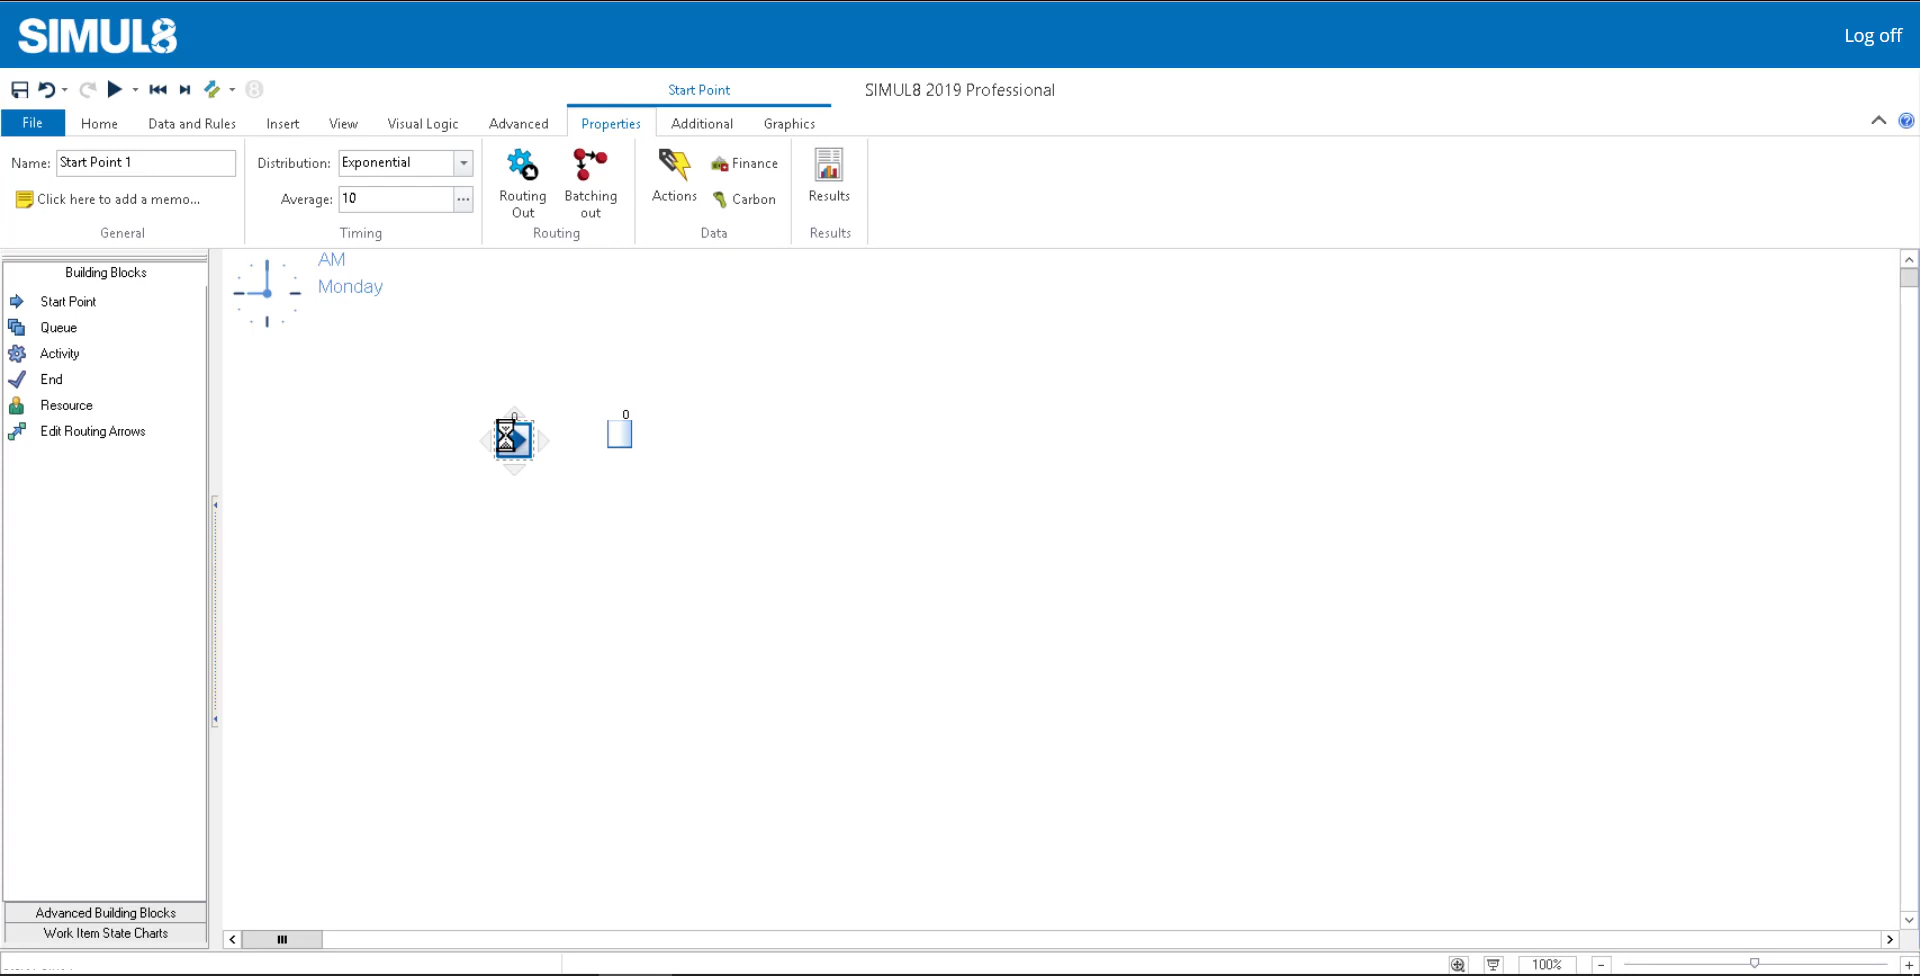 SIMUL8
Log off
Start Point
SIMUL8 2019 Professional
File
Home
Data and Rules
Insert
View
Visual Logic
Advanced
Properties
Additional
Graphics
Name:
Start Point 1
Distribution:
Exponential
Click here to add a memo...
Average:
10
...
Routing
Out
Batching
out
Actions
Finance
Carbon
Results
General
Timing
Routing
Data
Results
Building Blocks
Start Point
Queue
Activity
End
Resource
Edit Routing Arrows
AM
Monday
0
0
Advanced Building Blocks
Work Item State Charts
100%